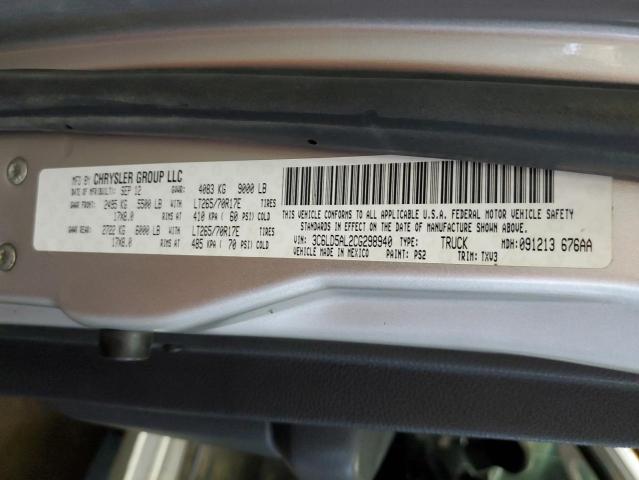 MFD BY CHRYSLER GROUP LLC
DATE OF MFR/BUILT: SEP 12 GVWR: 4083 KG 9000 LB
GAWR FRONT: 2495 KG 5500 LB WITH LT265/70R17E TIRES
17X8.0 RIMS AT 410 KPA ( 60 PSI) COLD
GAWR REAR: 2722 KG 6000 LB WITH LT265/70R17E TIRES
17X8.0 RIMS AT 485 KPA ( 70 PSI) COLD
THIS VEHICLE CONFORMS TO ALL APPLICABLE U.S.A. FEDERAL MOTOR VEHICLE SAFETY
STANDARDS IN EFFECT ON THE DATE OF MANUFACTURE SHOWN ABOVE.
VIN: 3C6LD5AL2CG298940 TYPE: TRUCK MDH: 091213 676AA
VEHICLE MADE IN MEXICO PAINT: PS2 TRIM: TXV3